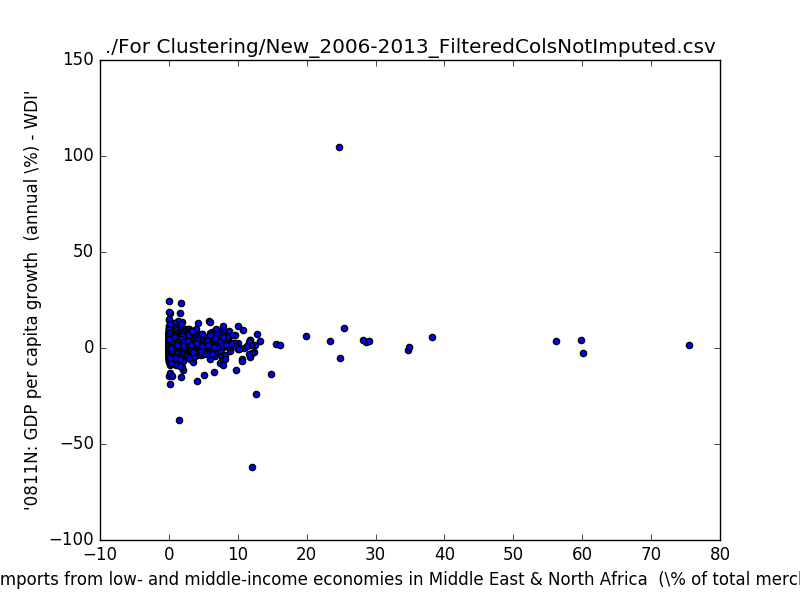 ./For Clustering/New_2006-2013_FilteredColsNotImputed.csv
150
100
50
0
−50
−100
'0811N: GDP per capita growth  (annual \%) - WDI'
−10 0 10 20 30 40 50 60 70 80
mports from low- and middle-income economies in Middle East & North Africa  (\% of total merc